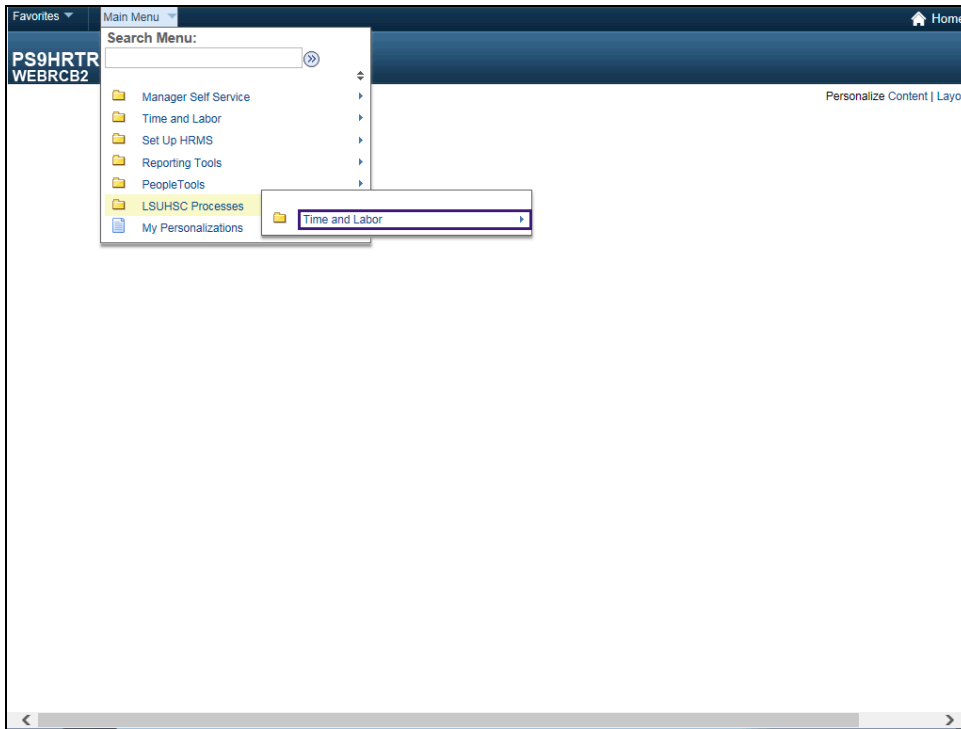 Favorites Main Menu Home
Search Menu:
PS9HRTR
WEBRCB2
Personalize Content | Layo
Manager Self Service
Time and Labor
Set Up HRMS
Reporting Tools
PeopleTools
LSUHSC Processes
Time and Labor
My Personalizations